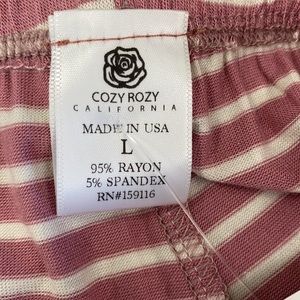 COZY ROZY
CALIFORNIA
MADE IN USA
L
95% RAYON
5% SPANDEX
RN#159116